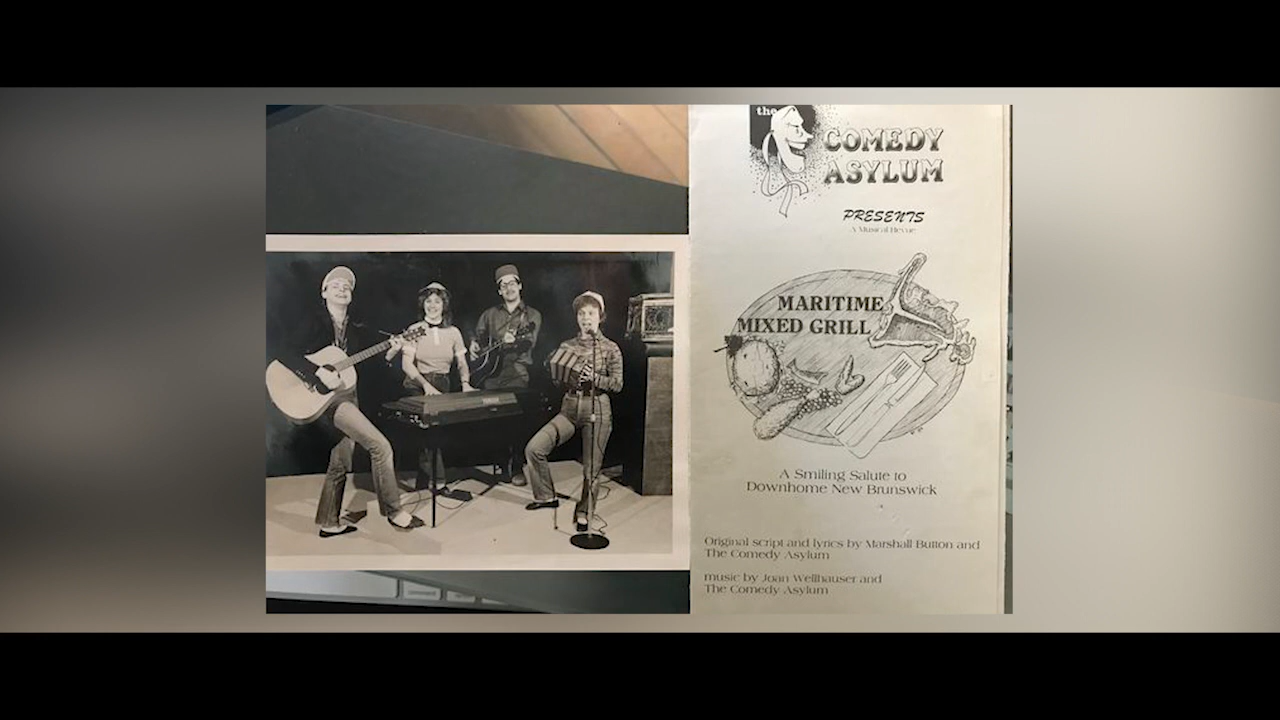 the
COMEDY
ASYLUM
PRESENTS
A Musical Revue
MARITIME
MIXED GRILL
A Smiling Salute to
Downhome New Brunswick
Original script and lyrics by Marshall Button and
The Comedy Asylum
music by Joan Wellhauser and
The Comedy Asylum
YAMAHA